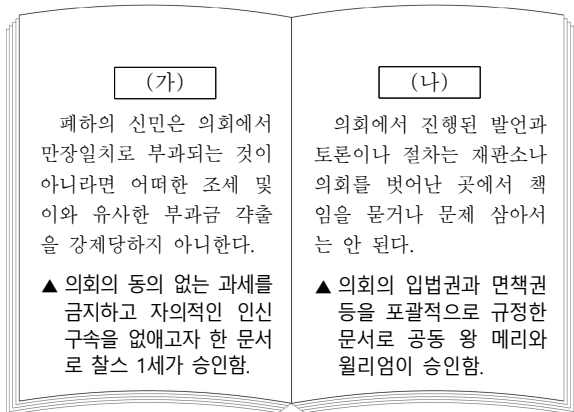 (가)
폐하의 신민은 의회에서
만장일치로 부과되는 것이
아니라면 어떠한 조세 및
이와 유사한 부과금 갹출
을 강제당하지 아니한다.
▲ 의회의 동의 없는 과세를
금지하고 자의적인 인신
구속을 없애고자 한 문서
로 찰스 1세가 승인함.
(나)
의회에서 진행된 발언과
토론이나 절차는 재판소나
의회를 벗어난 곳에서 책
임을 묻거나 문제 삼아서
는 안 된다.
▲ 의회의 입법권과 면책권
등을 포괄적으로 규정한
문서로 공동 왕 메리와
윌리엄이 승인함.